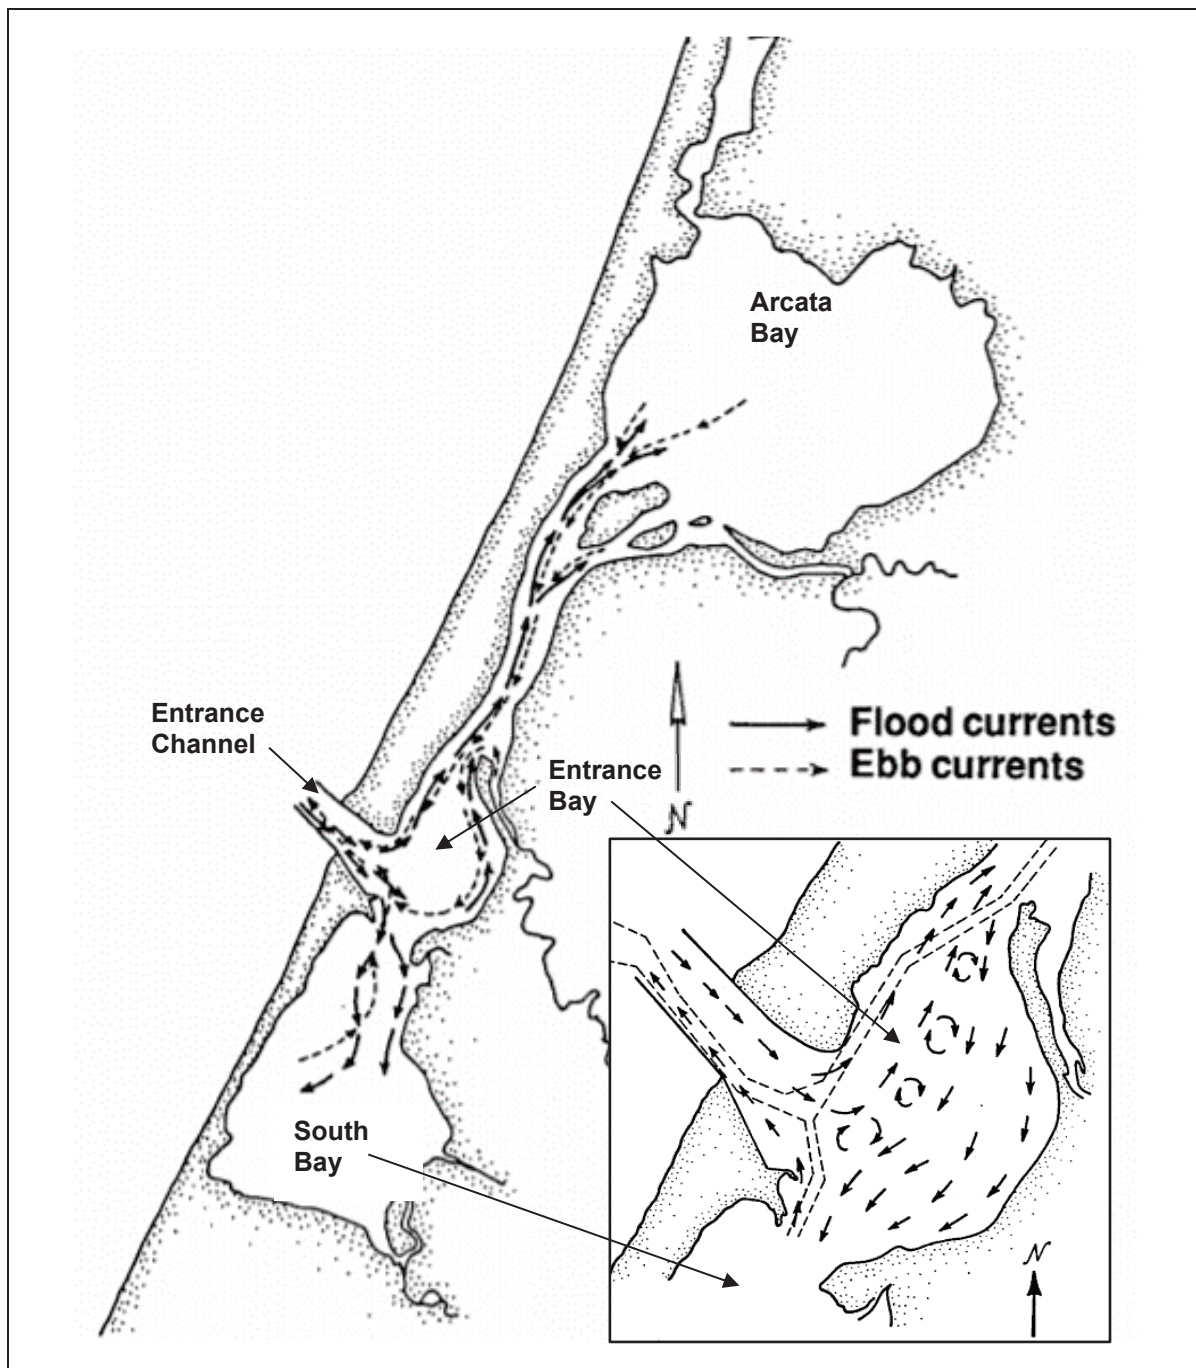 Arcata
Bay
Entrance
Channel
Flood currents
Ebb currents
Entrance
Bay
N
South
Bay
N